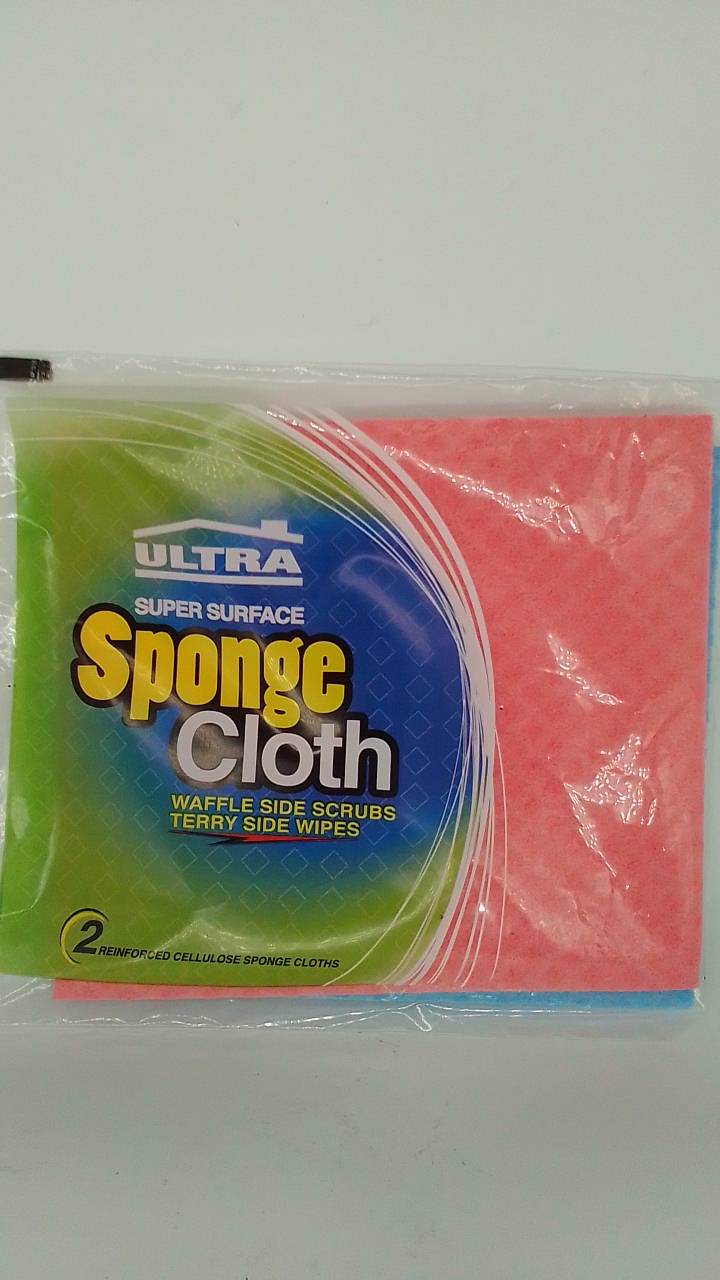 ULTRA
SUPER SURFACE
Sponge
Cloth
WAFFLE SIDE SCRUBS
TERRY SIDE WIPES
2 REINFORCED CELLULOSE SPONGE CLOTHS